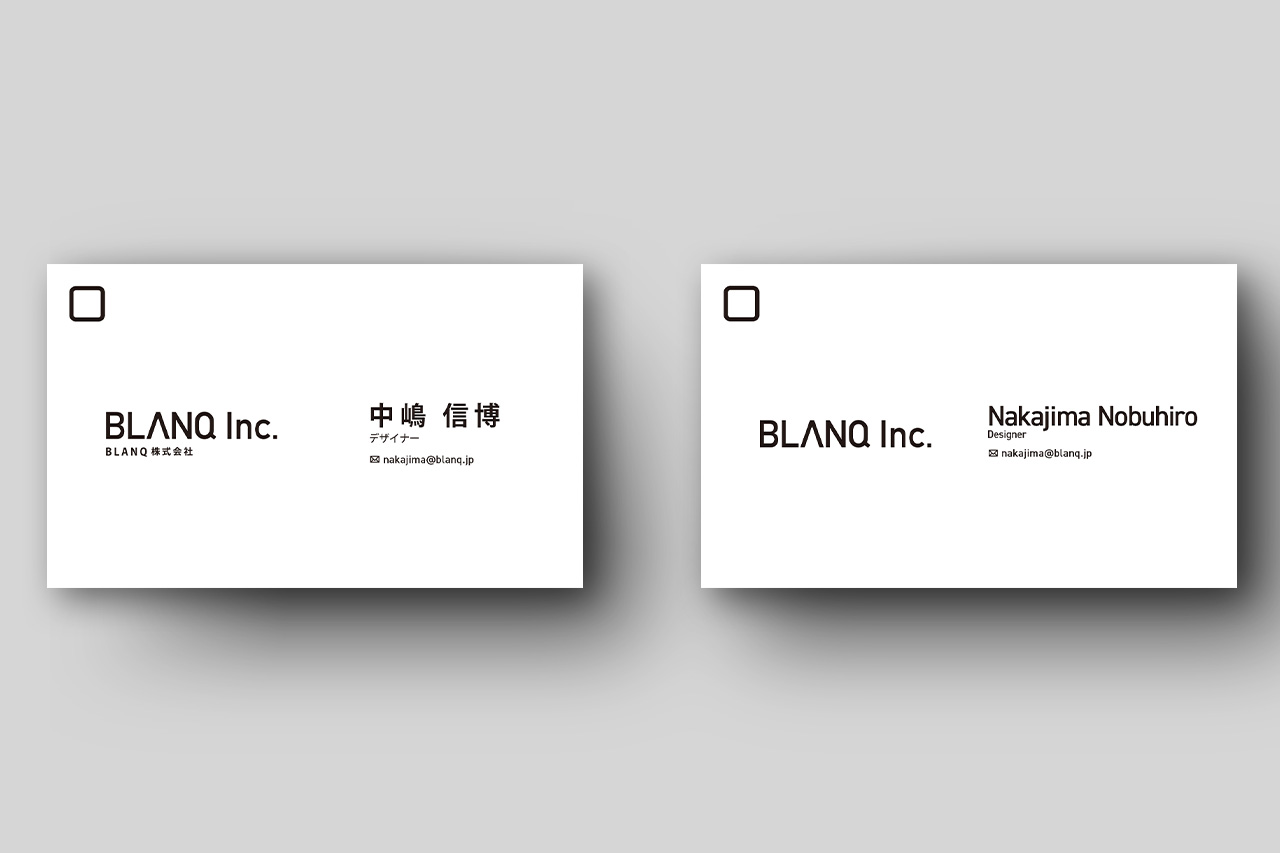 BLANQ Inc.
BLANQ 株式会社
中嶋 信博
デザイナー
nakajima@blanq.jp
BLANQ Inc.
Nakajima Nobuhiro
Designer
nakajima@blanq.jp